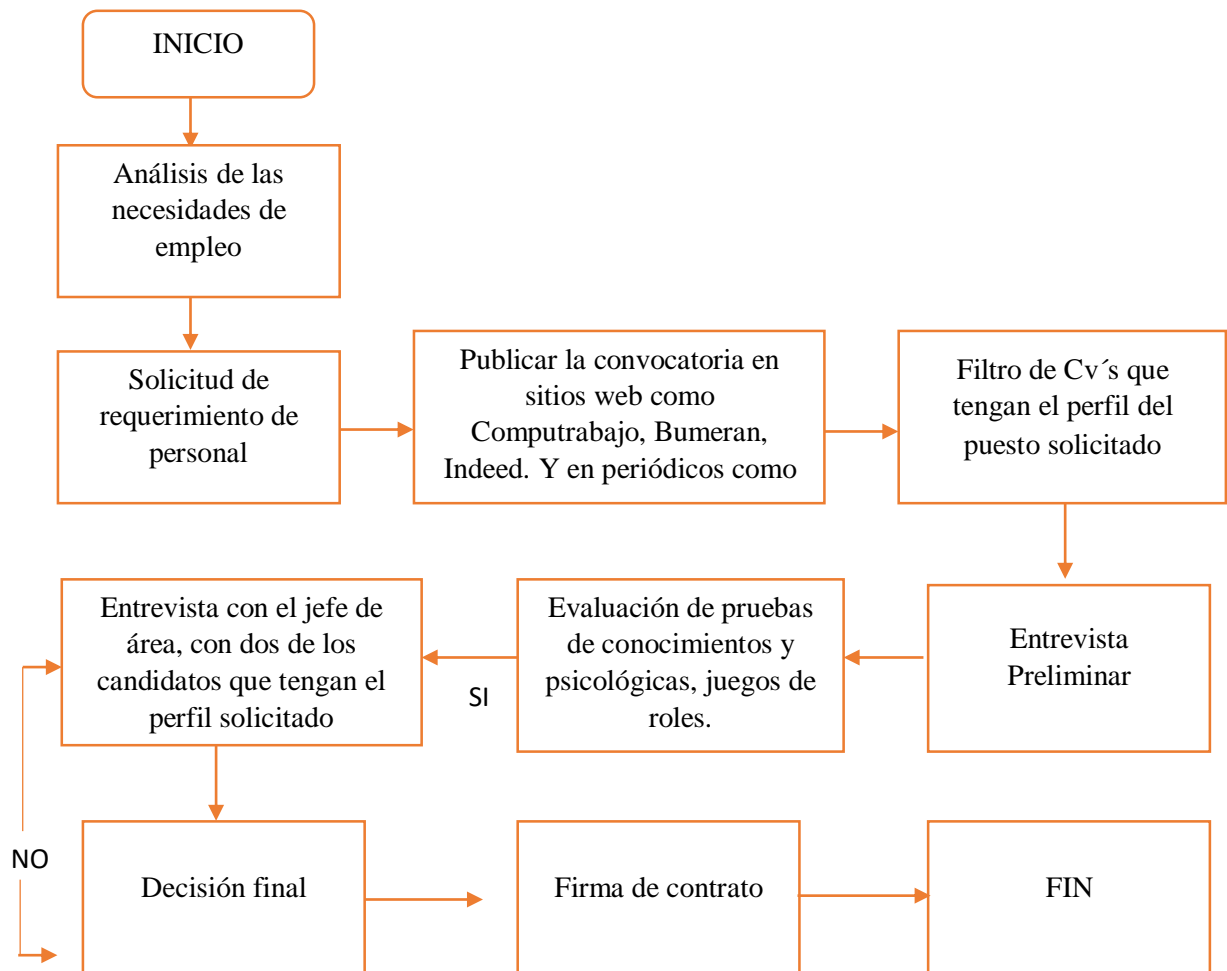 INICIO
Análisis de las
necesidades de
empleo
Solicitud de
requerimiento de
personal
Publicar la convocatoria en
sitios web como
Computrabajo, Bumeran,
Indeed. Y en periódicos como
Filtro de Cv´s que
tengan el perfil del
puesto solicitado
Entrevista
Preliminar
Evaluación de pruebas
de conocimientos y
psicológicas, juegos de
roles.
SI
Entrevista con el jefe de
área, con dos de los
candidatos que tengan el
perfil solicitado
NO
Decisión final
Firma de contrato
FIN